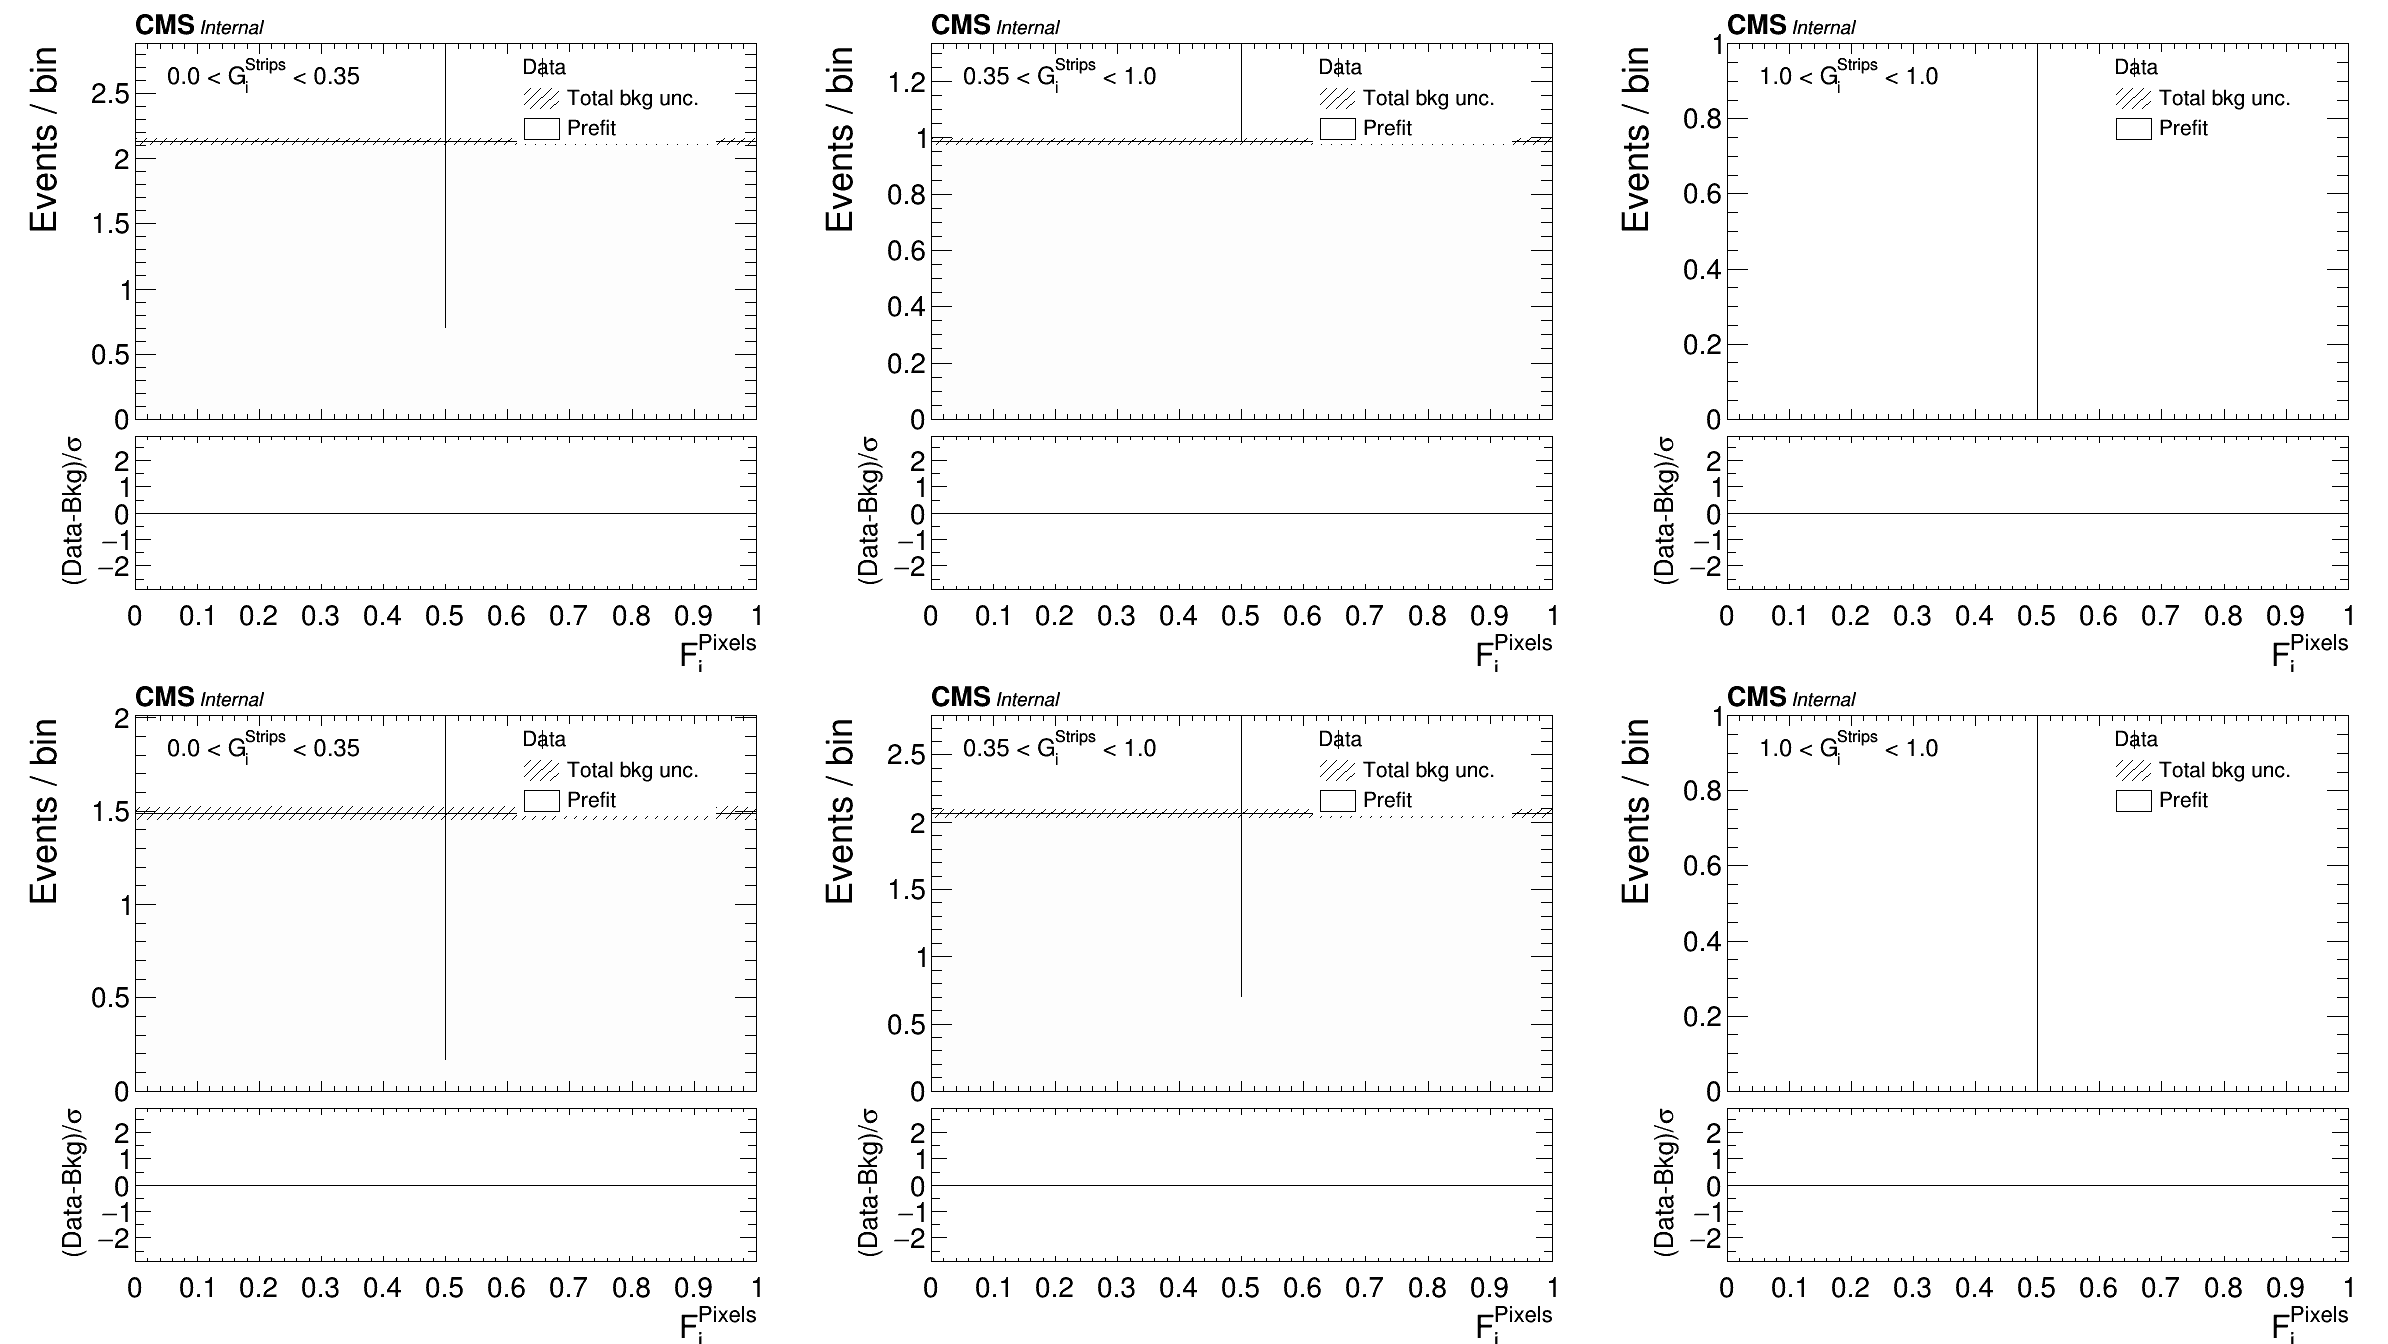 CMS Internal
Events / bin
0.0 < G_i^Strips < 0.35
Data
Total bkg unc.
Prefit
2.5
2
1.5
1
0.5
0
(Data-Bkg)/σ
2
1
0
−1
−2
0 0.1 0.2 0.3 0.4 0.5 0.6 0.7 0.8 0.9 1
F_i^Pixels
CMS Internal
Events / bin
0.35 < G_i^Strips < 1.0
Data
Total bkg unc.
Prefit
1.2
1
0.8
0.6
0.4
0.2
0
(Data-Bkg)/σ
2
1
0
−1
−2
0 0.1 0.2 0.3 0.4 0.5 0.6 0.7 0.8 0.9 1
F_i^Pixels
CMS Internal
Events / bin
1.0 < G_i^Strips < 1.0
Data
Total bkg unc.
Prefit
1
0.8
0.6
0.4
0.2
0
(Data-Bkg)/σ
2
1
0
−1
−2
0 0.1 0.2 0.3 0.4 0.5 0.6 0.7 0.8 0.9 1
F_i^Pixels
CMS Internal
Events / bin
0.0 < G_i^Strips < 0.35
Data
Total bkg unc.
Prefit
2
1.5
1
0.5
0
(Data-Bkg)/σ
2
1
0
−1
−2
0 0.1 0.2 0.3 0.4 0.5 0.6 0.7 0.8 0.9 1
F_i^Pixels
CMS Internal
Events / bin
0.35 < G_i^Strips < 1.0
Data
Total bkg unc.
Prefit
2.5
2
1.5
1
0.5
0
(Data-Bkg)/σ
2
1
0
−1
−2
0 0.1 0.2 0.3 0.4 0.5 0.6 0.7 0.8 0.9 1
F_i^Pixels
CMS Internal
Events / bin
1.0 < G_i^Strips < 1.0
Data
Total bkg unc.
Prefit
1
0.8
0.6
0.4
0.2
0
(Data-Bkg)/σ
2
1
0
−1
−2
0 0.1 0.2 0.3 0.4 0.5 0.6 0.7 0.8 0.9 1
F_i^Pixels